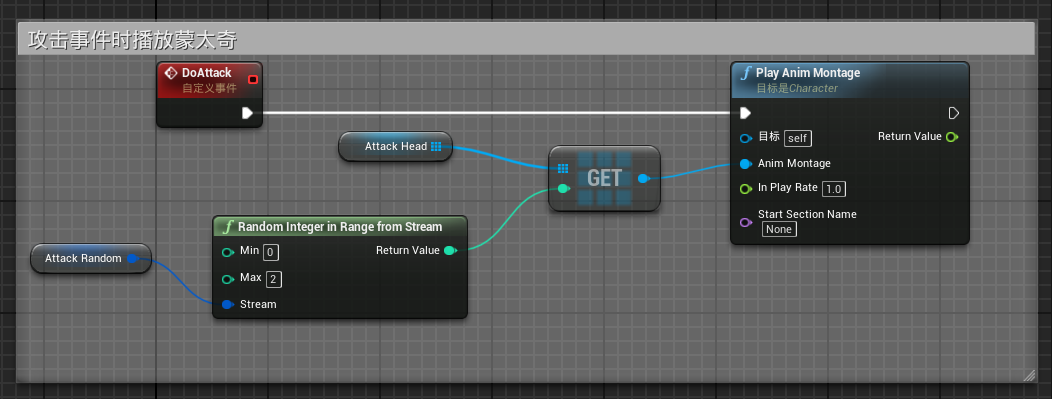 攻击事件时播放蒙太奇
DoAttack
自定义事件
Play Anim Montage
目标是Character
目标 self
Return Value
Anim Montage
In Play Rate 1.0
Start Section Name
None
Attack Head
GET
Random Integer in Range from Stream
Min 0
Return Value
Max 2
Stream
Attack Random